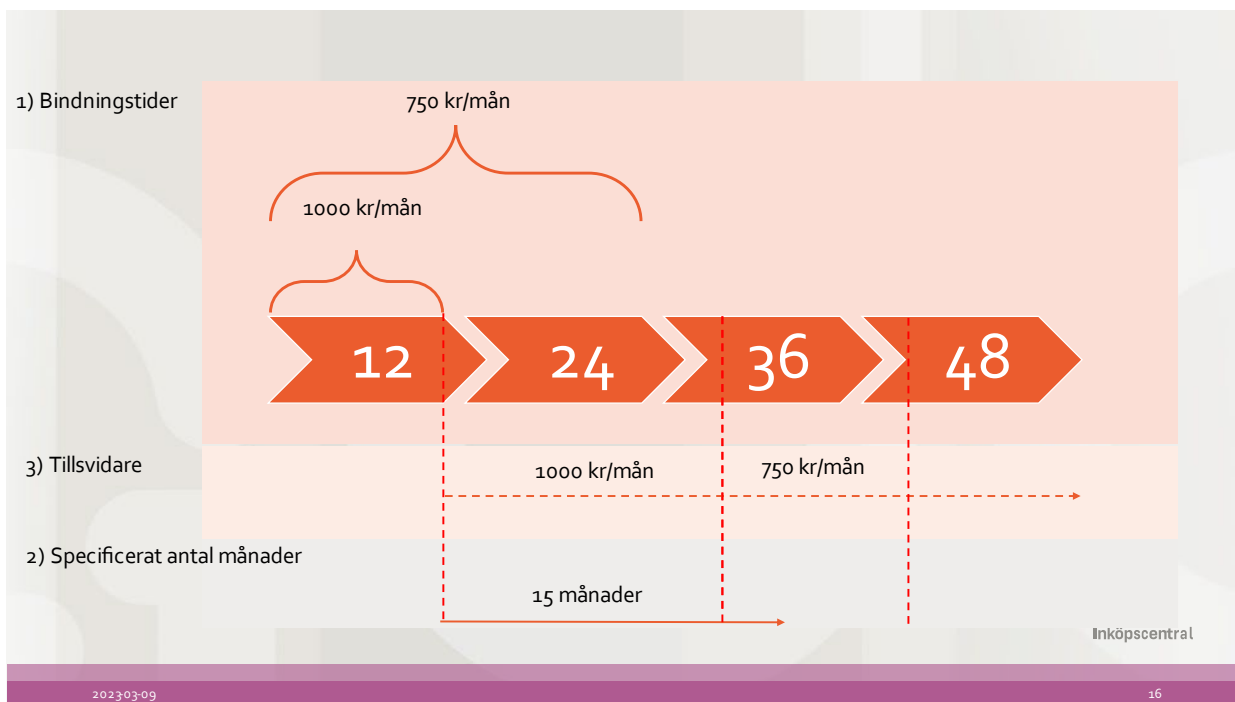 1) Bindningstider
750 kr/mån
1000 kr/mån
12
24
36
48
3) Tillsvidare
1000 kr/mån
750 kr/mån
2) Specificerat antal månader
15 månader
Inköpscentral
2023-03-09
16